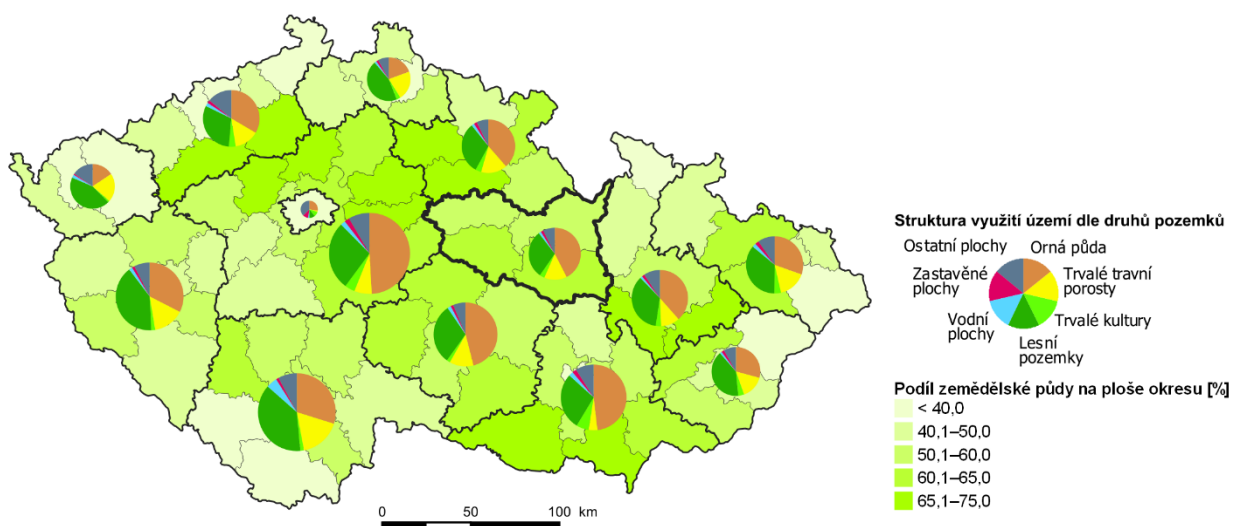 Struktura využití území dle druhů pozemků
Ostatní plochy
Orná půda
Zastavěné
plochy
Trvalé travní
porosty
Vodní
plochy
Trvalé kultury
Lesní
pozemky
Podíl zemědělské půdy na ploše okresu [%]
< 40,0
40,1–50,0
50,1–60,0
60,1–65,0
65,1–75,0
0 50 100 km